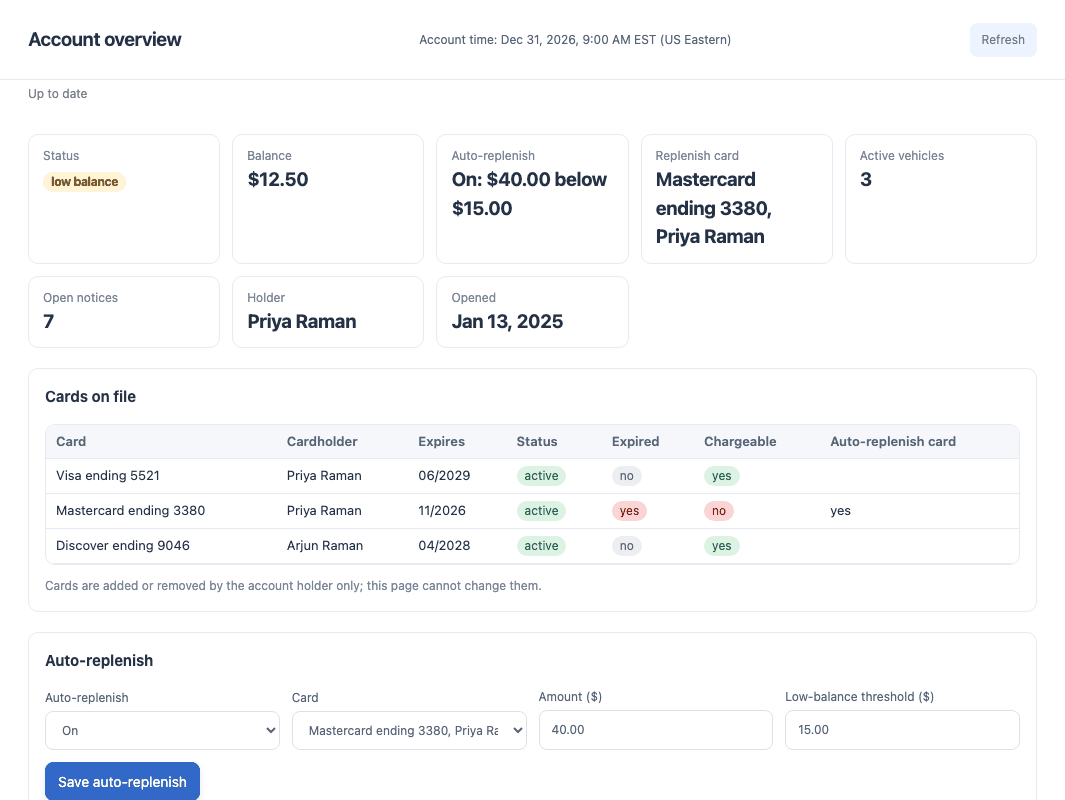 Account overview
Account time: Dec 31, 2026, 9:00 AM EST (US Eastern)
Refresh
Up to date
Status
low balance
Balance
$12.50
Auto-replenish
On: $40.00 below
$15.00
Replenish card
Mastercard
ending 3380,
Priya Raman
Active vehicles
3
Open notices
7
Holder
Priya Raman
Opened
Jan 13, 2025
Cards on file
Card Cardholder Expires Status Expired Chargeable Auto-replenish card
Visa ending 5521 Priya Raman 06/2029 active no yes
Mastercard ending 3380 Priya Raman 11/2026 active yes no yes
Discover ending 9046 Arjun Raman 04/2028 active no yes
Cards are added or removed by the account holder only; this page cannot change them.
Auto-replenish
Auto-replenish
On
Card
Mastercard ending 3380, Priya Ra
Amount ($)
40.00
Low-balance threshold ($)
15.00
Save auto-replenish